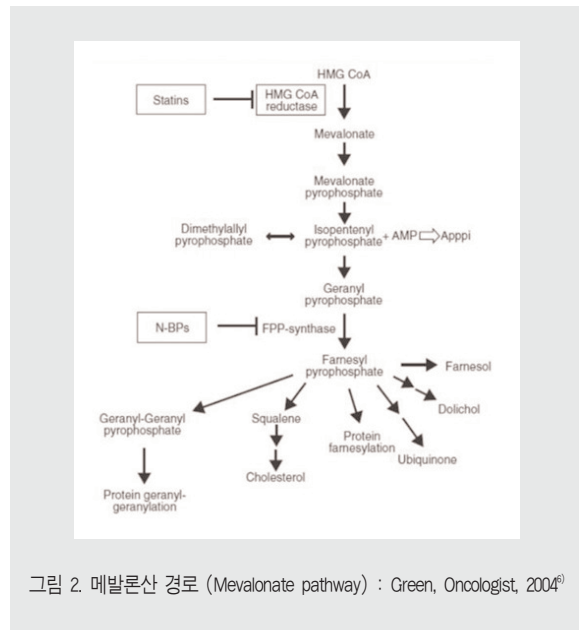 HMG CoA
Statins
HMG CoA
reductase
Mevalonate
Mevalonate
pyrophosphate
Dimethylallyl
pyrophosphate
Isopentenyl
pyrophosphate
+ AMP ⇨ Apppi
Geranyl
pyrophosphate
N-BPs
FPP-synthase
Farnesyl
pyrophosphate
Farnesol
Dolichol
Geranyl-Geranyl
pyrophosphate
Squalene
Protein
farnesylation
Ubiquinone
Cholesterol
Protein geranyl-
geranylation
그림 2. 메발론산 경로 (Mevalonate pathway) : Green, Oncologist, 2004⁶⁾